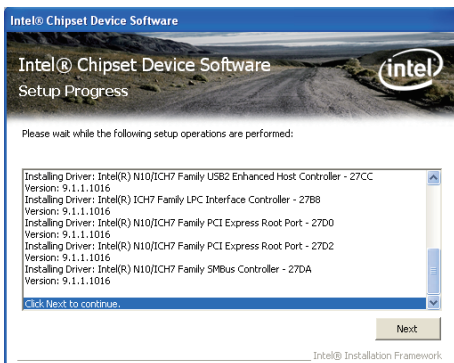 Intel® Chipset Device Software
Intel® Chipset Device Software
intel®
Setup Progress
Please wait while the following setup operations are performed:
Installing Driver: Intel(R) N10/ICH7 Family USB2 Enhanced Host Controller - 27CC
Version: 9.1.1.1016
Installing Driver: Intel(R) ICH7 Family LPC Interface Controller - 27B8
Version: 9.1.1.1016
Installing Driver: Intel(R) N10/ICH7 Family PCI Express Root Port - 27D0
Version: 9.1.1.1016
Installing Driver: Intel(R) N10/ICH7 Family PCI Express Root Port - 27D2
Version: 9.1.1.1016
Installing Driver: Intel(R) N10/ICH7 Family SMBus Controller - 27DA
Version: 9.1.1.1016
Click Next to continue.
Next
Intel® Installation Framework